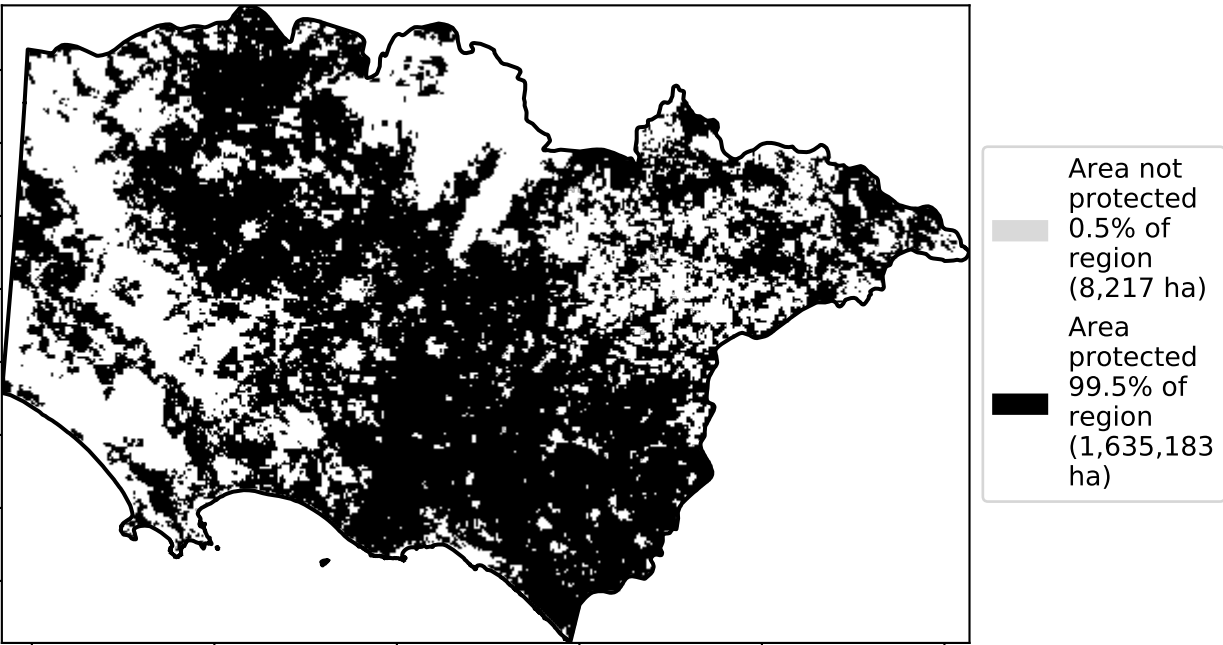 Area not
protected
0.5% of
region
(8,217 ha)
Area
protected
99.5% of
region
(1,635,183
ha)